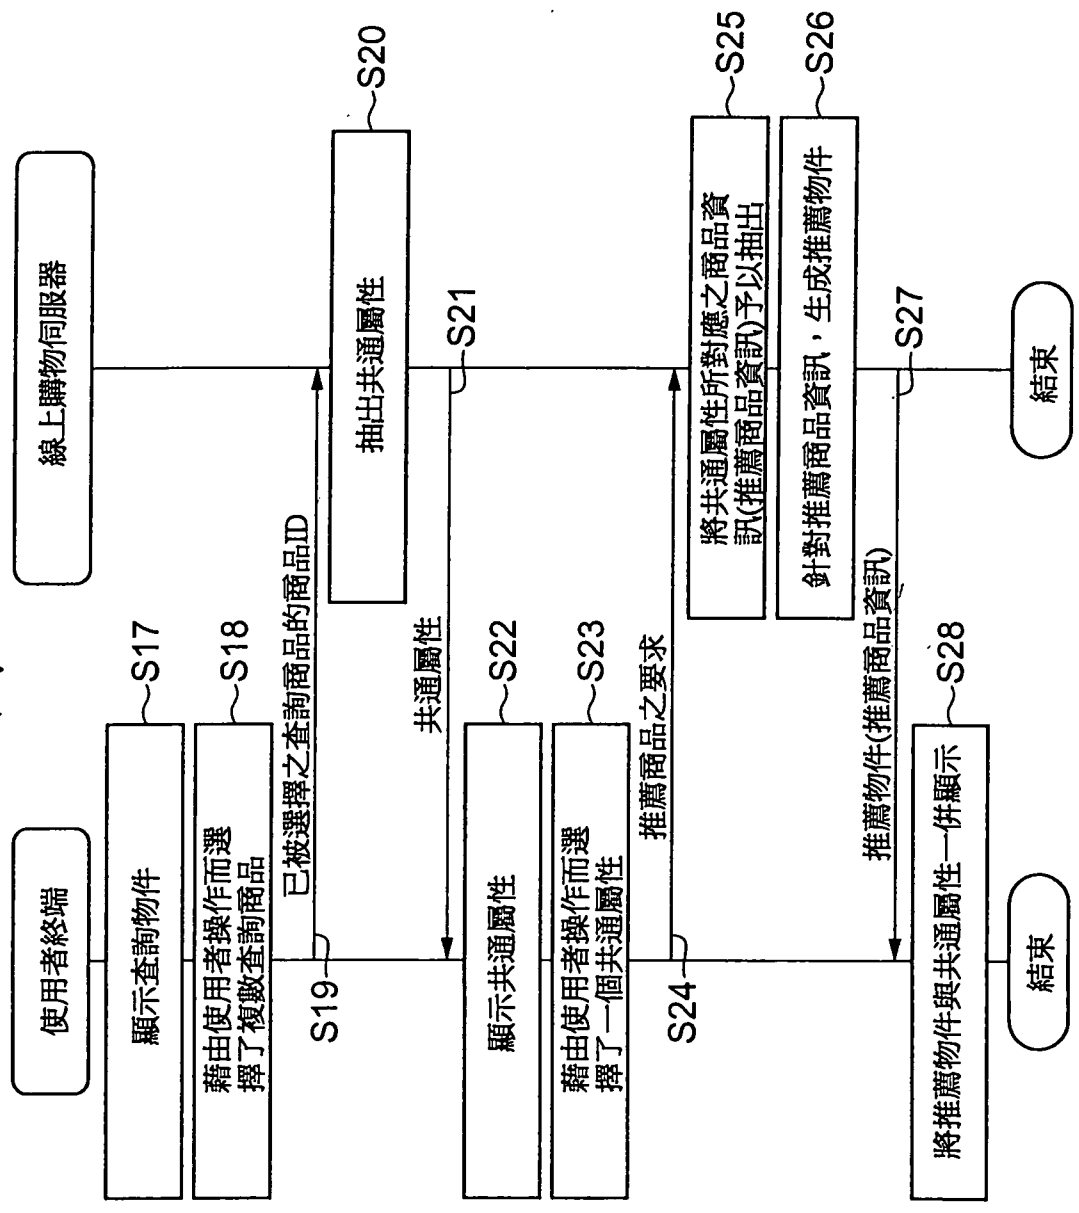 使用者終端
線上購物伺服器
顯示查詢物件
S17
藉由使用者操作而選
擇了複數查詢商品
S18
已被選擇之查詢商品的商品ID
S19
抽出共通屬性
S20
共通屬性
S21
顯示共通屬性
S22
藉由使用者操作而選
擇了一個共通屬性
S23
推薦商品之要求
S24
將共通屬性所對應之商品資
訊(推薦商品資訊)予以抽出
S25
針對推薦商品資訊，生成推薦物件
S26
推薦物件(推薦商品資訊)
S27
將推薦物件與共通屬性一併顯示
S28
結束
結束